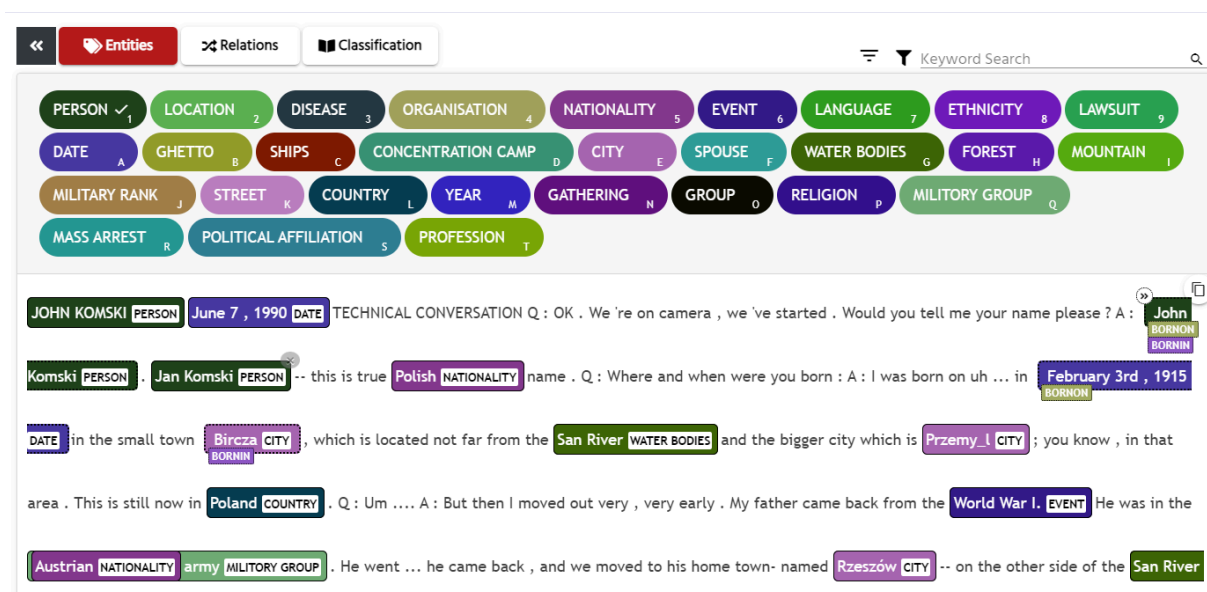 « Entities Relations Classification
Keyword Search
PERSON 1 LOCATION 2 DISEASE 3 ORGANISATION 4 NATIONALITY 5 EVENT 6 LANGUAGE 7 ETHNICITY 8 LAWSUIT 9
DATE A GHETTO B SHIPS C CONCENTRATION CAMP D CITY E SPOUSE F WATER BODIES G FOREST H MOUNTAIN I
MILITARY RANK J STREET K COUNTRY L YEAR M GATHERING N GROUP O RELIGION P MILITORY GROUP Q
MASS ARREST R POLITICAL AFFILIATION S PROFESSION T
JOHN KOMSKI PERSON June 7 , 1990 DATE TECHNICAL CONVERSATION Q : OK . We 're on camera , we 've started . Would you tell me your name please ? A : » John
BORNON
BORNIN
Komski PERSON . Jan Komski PERSON -- this is true Polish NATIONALITY name . Q : Where and when were you born : A : I was born on uh ... in February 3rd , 1915
BORNON
DATE in the small town Bircza CITY , which is located not far from the San River WATER BODIES and the bigger city which is Przemy_l CITY ; you know , in that
BORNIN
area . This is still now in Poland COUNTRY . Q : Um .... A : But then I moved out very , very early . My father came back from the World War I. EVENT He was in the
Austrian NATIONALITY army MILITORY GROUP . He went ... he came back , and we moved to his home town- named Rzeszów CITY -- on the other side of the San River